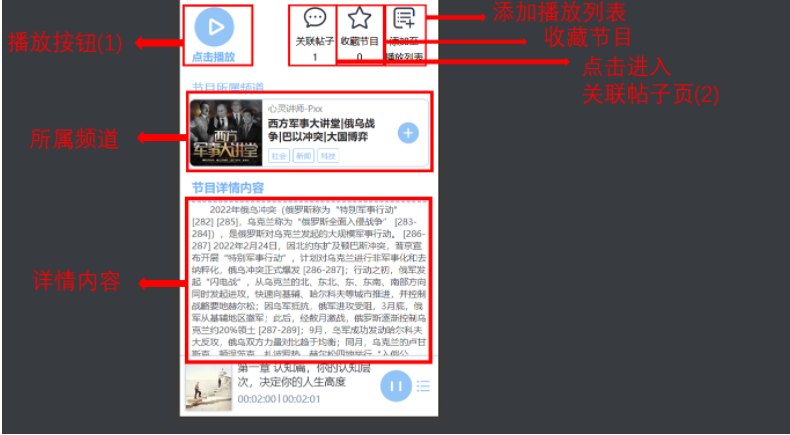 添加播放列表
收藏节目
点击进入
关联帖子页(2)
播放按钮(1)
所属频道
详情内容
点击播放
关联帖子
1
收藏节目
0
添加至
播放列表
节目所属频道
心灵讲师-Pxx
西方军事大讲堂|俄乌战
争|巴以冲突|大国博弈
社会 新闻 科技
西方
军事大讲堂
节目详情内容
2022年俄乌冲突（俄罗斯称为“特别军事行动”
[282] [285]，乌克兰称为“俄罗斯全面入侵战争” [283-
284]），是俄罗斯对乌克兰发起的大规模军事行动。 [286-
287] 2022年2月24日，因北约东扩及顿巴斯冲突，普京宣
布开展“特别军事行动”，计划对乌克兰进行非军事化和去
纳粹化，俄乌冲突正式爆发 [286-287]；行动之初，俄军发
起“闪电战”，从乌克兰的北、东北、东、东南、南部方向
同时发起进攻，快速向基辅、哈尔科夫等城市推进，并控制
战略要地赫尔松；因乌军抵抗，俄军进攻受阻，3月底，俄
军从基辅地区撤军；此后，经数月激战，俄罗斯逐渐控制乌
克兰约20%领土 [287-289]；9月，乌军成功发动哈尔科夫
大反攻，俄乌双方力量对比趋于均衡；同月，乌克兰的卢甘
斯克、顿涅茨克、扎波罗热、赫尔松四地举行“入俄公
第一章 认知篇，你的认知层
次，决定你的人生高度
00:02:00|00:02:01